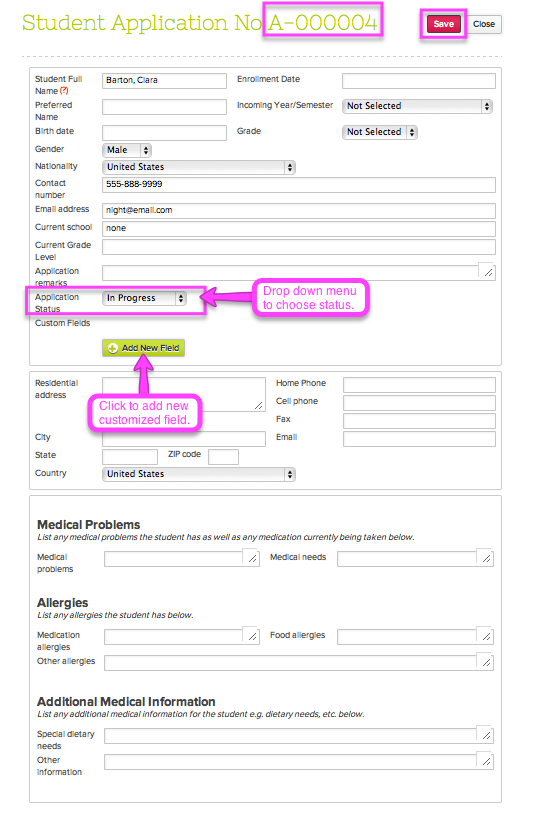 Student Application No A-000004
Save Close
Student Full Name (?) Barton, Clara Enrollment Date
Preferred Name Incoming Year/Semester Not Selected
Birth date Grade Not Selected
Gender Male
Nationality United States
Contact number 555-888-9999
Email address night@email.com
Current school none
Current Grade Level
Application remarks
Application Status In Progress
Drop down menu
to choose status.
Custom Fields
Add New Field
Click to add new
customized field.
Residential address Home Phone
Cell phone
Fax
City Email
State ZIP code
Country United States
Medical Problems
List any medical problems the student has as well as any medication currently being taken below.
Medical problems Medical needs
Allergies
List any allergies the student has below.
Medication allergies Food allergies
Other allergies
Additional Medical Information
List any additional medical information for the student e.g. dietary needs, etc. below.
Special dietary needs
Other information